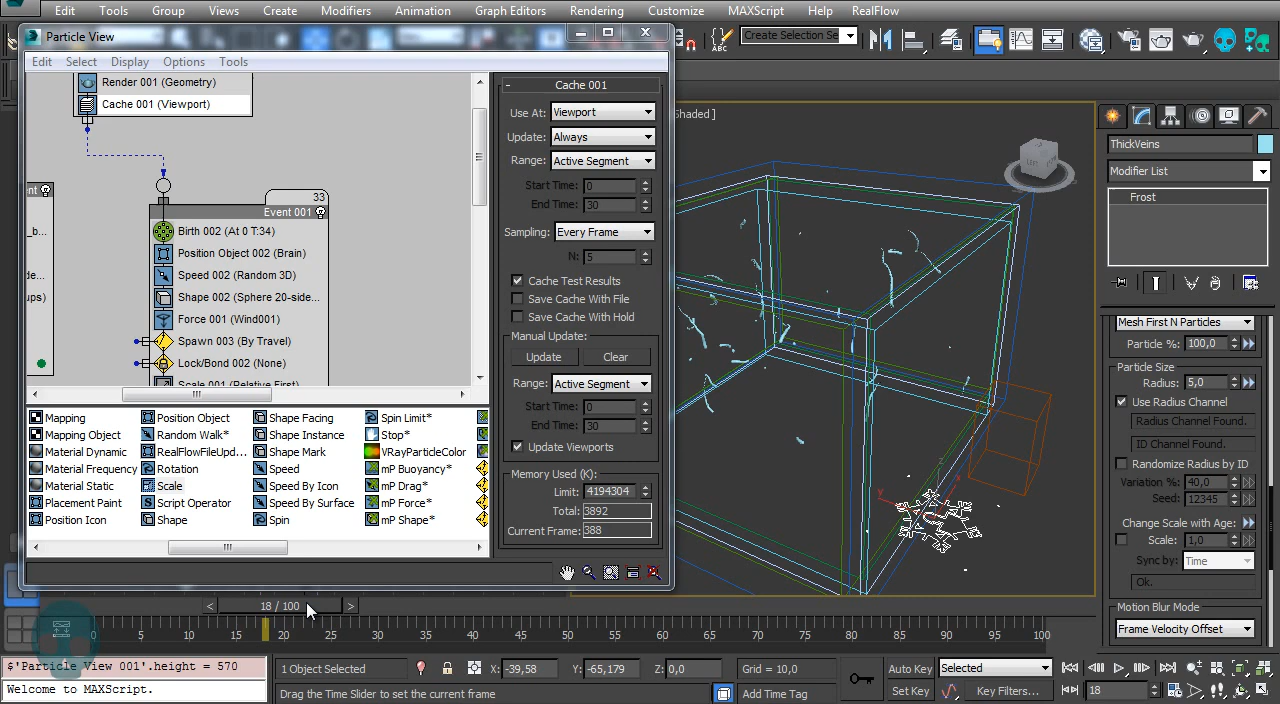 Edit Tools Group Views Create Modifiers Animation Graph Editors Rendering Customize MAXScript Help RealFlow
Particle View
ABC
Create Selection Se
Edit Select Display Options Tools
Render 001 (Geometry)
Cache 001 (Viewport)
33
Event 001
Birth 002 (At 0 T:34)
Position Object 002 (Brain)
Speed 002 (Random 3D)
Shape 002 (Sphere 20-side...
Force 001 (Wind001)
Spawn 003 (By Travel)
Lock/Bond 002 (None)
Scale 001 (Relative First)
Mapping Position Object Shape Facing Spin Limit*
Mapping Object Random Walk* Shape Instance Stop*
Material Dynamic RealFlowFileUpd... Shape Mark VRayParticleColor
Material Frequency Rotation Speed mP Buoyancy*
Material Static Scale Speed By Icon mP Drag*
Placement Paint Script Operator Speed By Surface mP Force*
Position Icon Shape Spin mP Shape*
- Cache 001
Use At: Viewport
Update: Always
Range: Active Segment
Start Time: 0
End Time: 30
Sampling: Every Frame
N: 5
Cache Test Results
Save Cache With File
Save Cache With Hold
Manual Update:
Update Clear
Range: Active Segment
Start Time: 0
End Time: 30
Update Viewports
Memory Used (K):
Limit: 4194304
Total: 3892
Current Frame: 388
Shaded ]
ThickVeins
Modifier List
Frost
Mesh First N Particles
Particle %: 100,0
Particle Size
Radius: 5,0
Use Radius Channel
Radius Channel Found.
ID Channel Found.
Randomize Radius by ID
Variation %: 40,0
Seed: 12345
Change Scale with Age:
Scale: 1,0
Sync by: Time
Ok.
Motion Blur Mode
Frame Velocity Offset
< 18 / 100 >
0 5 10 15 20 25 30 35 40 45 50 55 60 65 70 75 80 85 90 95 100
$'Particle View 001'.height = 570
Welcome to MAXScript.
1 Object Selected
X: -39,58 Y: -65,179 Z: 0,0 Grid = 10,0
Drag the Time Slider to set the current frame
Add Time Tag
Auto Key Selected
Set Key Key Filters...
18